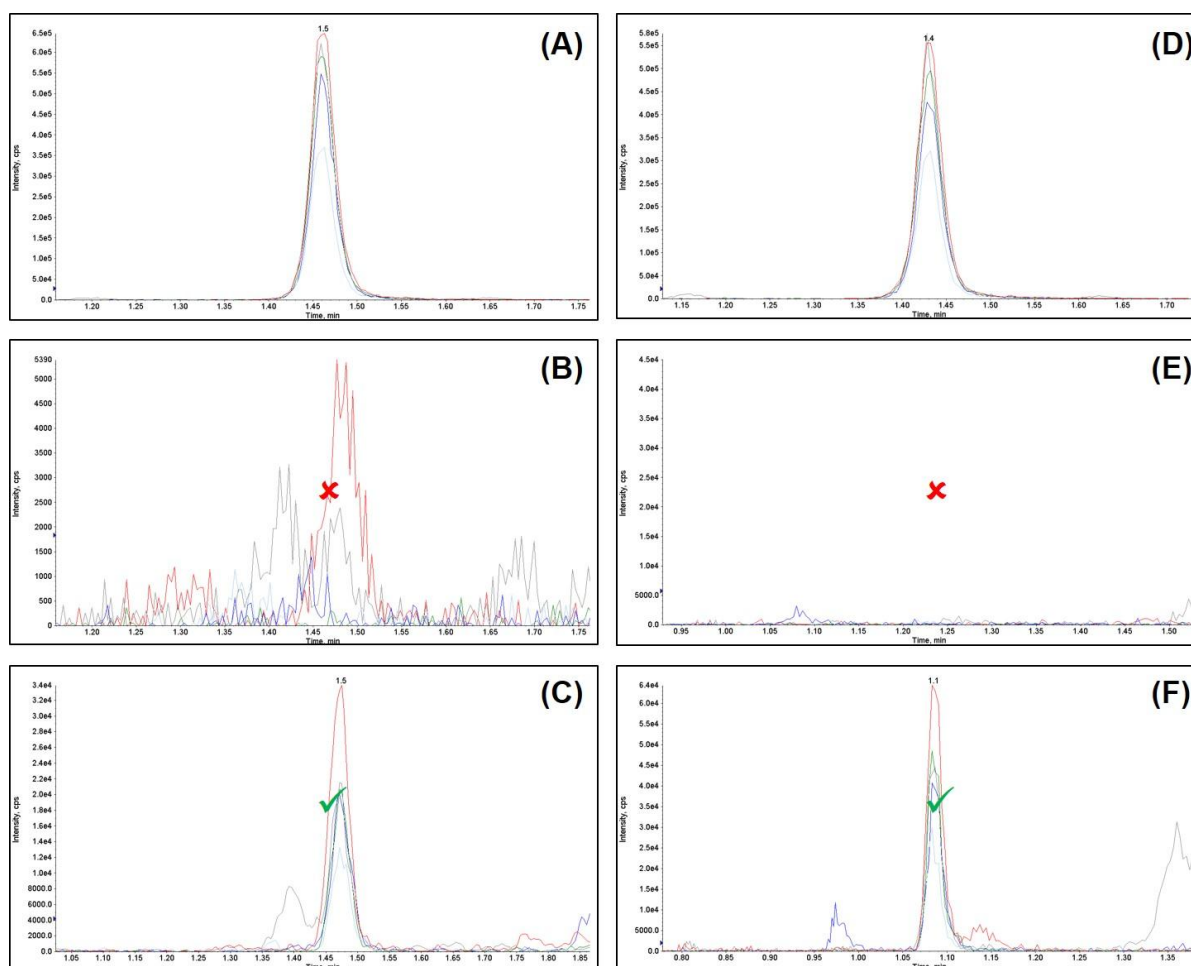 (A)
1.5
6.5e5
6.0e5
5.5e5
5.0e5
4.5e5
4.0e5
3.5e5
3.0e5
2.5e5
2.0e5
1.5e5
1.0e5
5.0e4
0.0
Intensity, cps
1.20 1.25 1.30 1.35 1.40 1.45 1.50 1.55 1.60 1.65 1.70 1.75
Time, min
(D)
1.4
5.8e5
5.5e5
5.0e5
4.5e5
4.0e5
3.5e5
3.0e5
2.5e5
2.0e5
1.5e5
1.0e5
5.0e4
0.0
Intensity, cps
1.15 1.20 1.25 1.30 1.35 1.40 1.45 1.50 1.55 1.60 1.65 1.70
Time, min
(B)
5390
5000
4500
4000
3500
3000
2500
2000
1500
1000
500
0
Intensity, cps
1.20 1.25 1.30 1.35 1.40 1.45 1.50 1.55 1.60 1.65 1.70 1.75
Time, min
(E)
4.5e4
4.0e4
3.5e4
3.0e4
2.5e4
2.0e4
1.5e4
1.0e4
5000.0
0.0
Intensity, cps
0.95 1.00 1.05 1.10 1.15 1.20 1.25 1.30 1.35 1.40 1.45 1.50
Time, min
(C)
1.5
3.4e4
3.2e4
3.0e4
2.8e4
2.6e4
2.4e4
2.2e4
2.0e4
1.8e4
1.6e4
1.4e4
1.2e4
1.0e4
8000.0
6000.0
4000.0
2000.0
0.0
Intensity, cps
1.05 1.10 1.15 1.20 1.25 1.30 1.35 1.40 1.45 1.50 1.55 1.60 1.65 1.70 1.75 1.80 1.85
Time, min
(F)
1.1
6.4e4
6.0e4
5.5e4
5.0e4
4.5e4
4.0e4
3.5e4
3.0e4
2.5e4
2.0e4
1.5e4
1.0e4
5000.0
0.0
Intensity, cps
0.80 0.85 0.90 0.95 1.00 1.05 1.10 1.15 1.20 1.25 1.30 1.35
Time, min